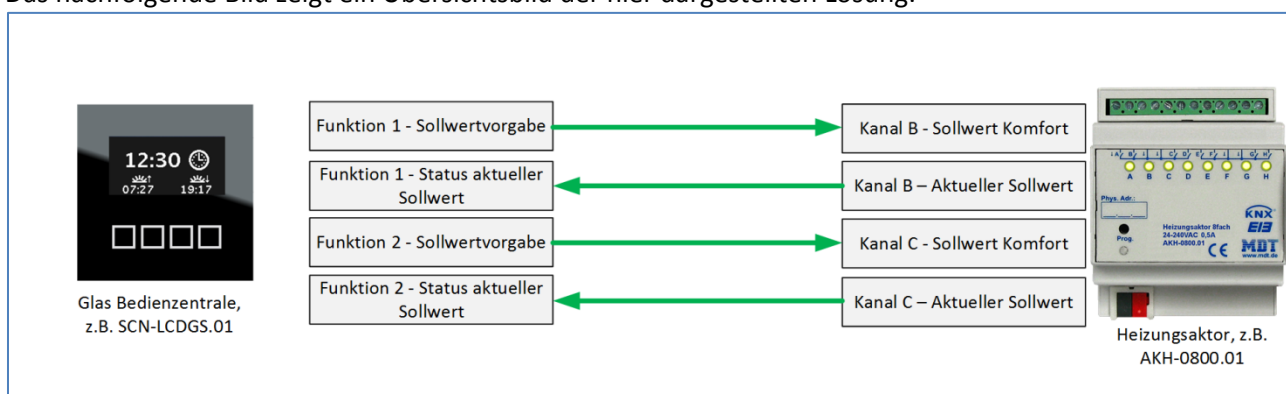 Das nachfolgende Bild zeigt ein Übersichtsbild der hier dargestellten Lösung:
12:30
07:27 19:17
Glas Bedienzentrale,
z.B. SCN-LCDGS.01
Funktion 1 - Sollwertvorgabe
Funktion 1 - Status aktueller
Sollwert
Funktion 2 - Sollwertvorgabe
Funktion 2 - Status aktueller
Sollwert
Kanal B - Sollwert Komfort
Kanal B – Aktueller Sollwert
Kanal C - Sollwert Komfort
Kanal C – Aktueller Sollwert
A B C D E F G H
Phys. Adr.:
Prog.
Heizungsaktor 8fach
24-240VAC 0,5A
AKH-0800.01
CE
KNX
EIB
MDT
www.mdt.de
Heizungsaktor, z.B.
AKH-0800.01